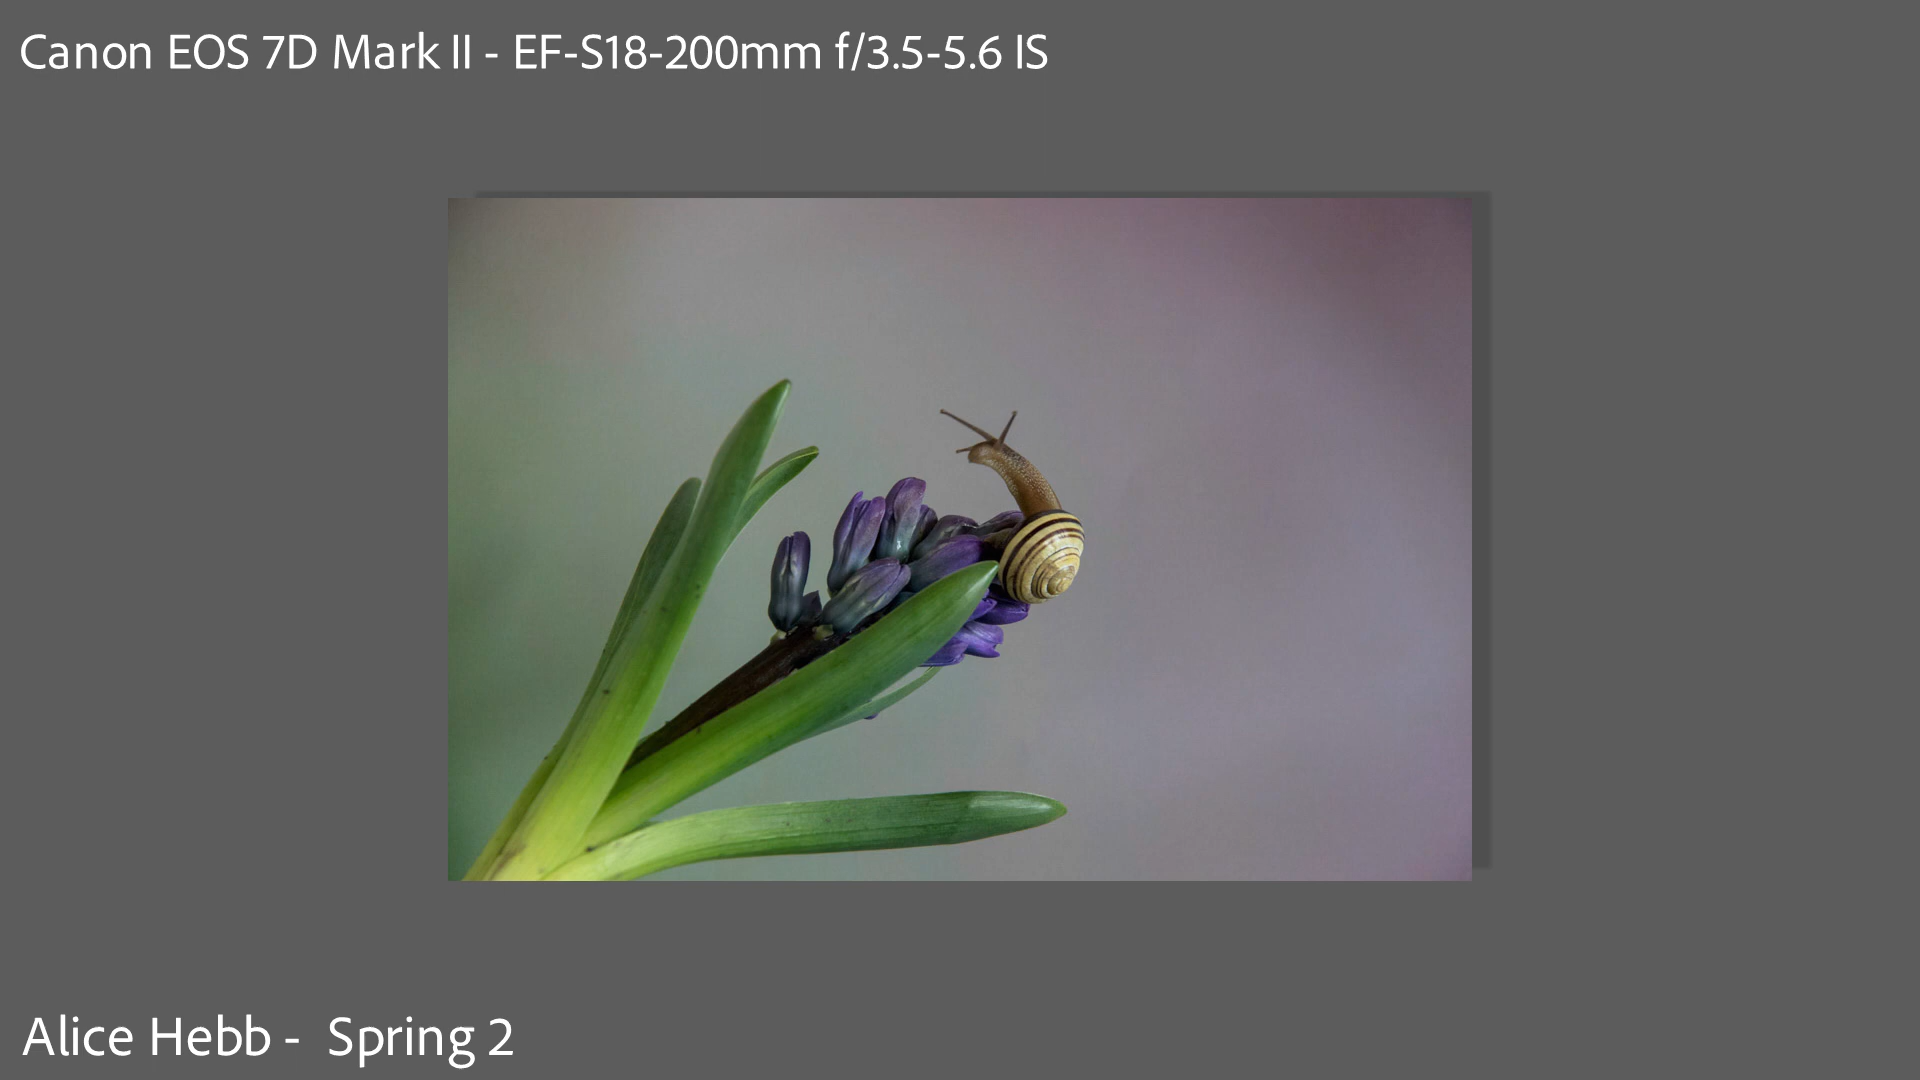 Canon EOS 7D Mark II - EF-S18-200mm f/3.5-5.6 IS
Alice Hebb -  Spring 2